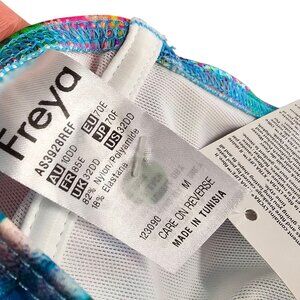 Freya
AS3928REF
AU 10DD EU 70E
FR 85E JP 70F
UK 32DD US 32DD
82% Nylon-Polyamide
18% Elastane
123090 M
CARE ON REVERSE
MADE IN TUNISIA